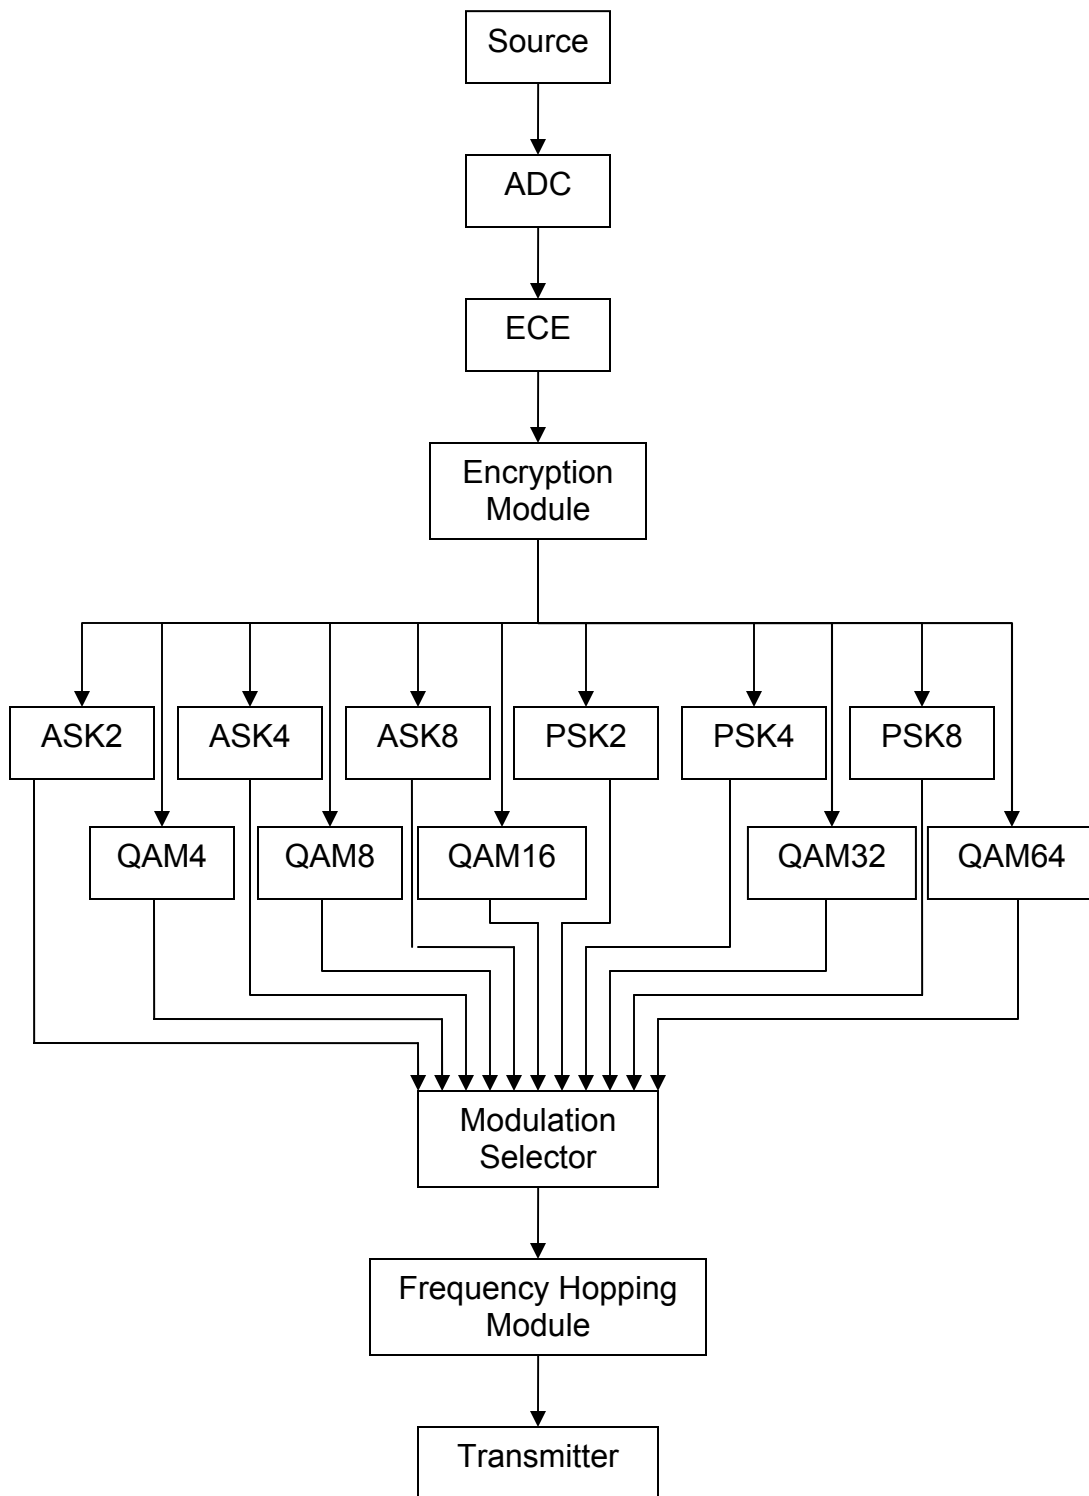 Source
ADC
ECE
Encryption
Module
ASK2
ASK4
ASK8
PSK2
PSK4
PSK8
QAM4
QAM8
QAM16
QAM32
QAM64
Modulation
Selector
Frequency Hopping
Module
Transmitter